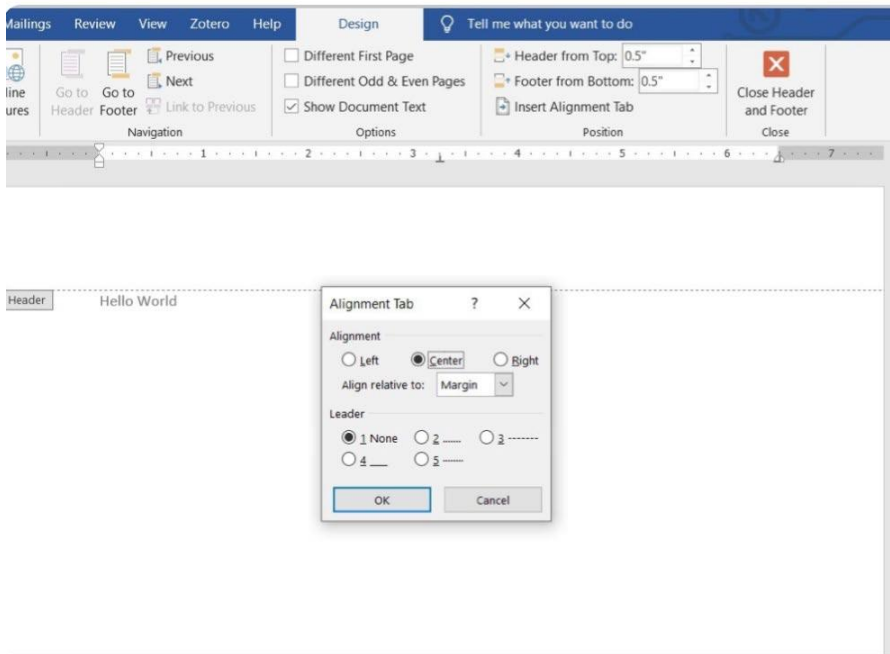 Mailings Review View Zotero Help Design Tell me what you want to do
Previous
Next
Link to Previous
Go to Header
Go to Footer
Navigation
Different First Page
Different Odd & Even Pages
Show Document Text
Options
Header from Top: 0.5"
Footer from Bottom: 0.5"
Insert Alignment Tab
Position
Close Header
and Footer
Close
1 2 3 4 5 6 7
Header
Hello World
Alignment Tab ?
Alignment
Left Center Right
Align relative to: Margin
Leader
1 None 2 ...... 3 -------
4 ___ 5 ------
OK Cancel